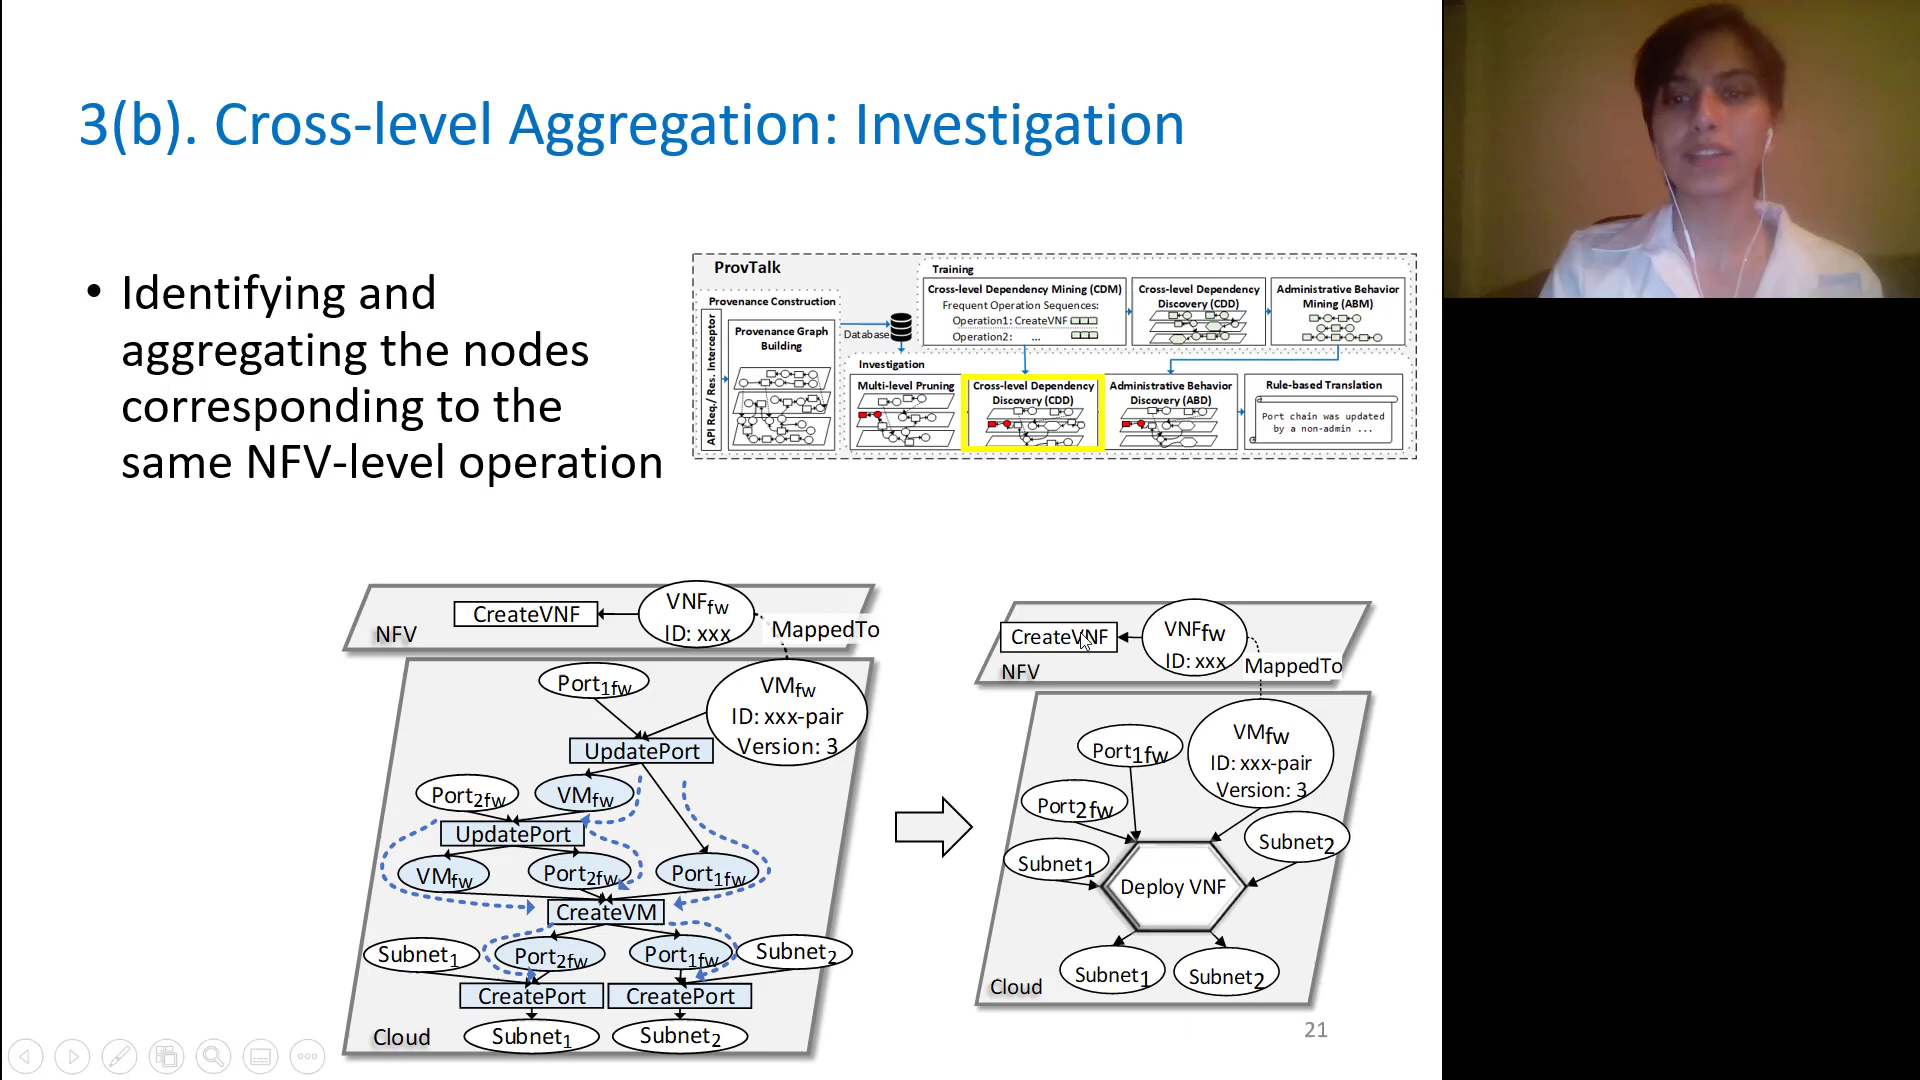 3(b). Cross-level Aggregation: Investigation
• Identifying and
aggregating the nodes
corresponding to the
same NFV-level operation
ProvTalk
Provenance Construction
API Req./ Res. Interceptor
Provenance Graph
Building
Database
Training
Cross-level Dependency Mining (CDM)
Frequent Operation Sequences:
Operation1: CreateVNF
Operation2: ...
Cross-level Dependency
Discovery (CDD)
Administrative Behavior
Mining (ABM)
Investigation
Multi-level Pruning
Cross-level Dependency
Discovery (CDD)
Administrative Behavior
Discovery (ABD)
Rule-based Translation
Port chain was updated
by a non-admin ...
CreateVNF
VNFfw
ID: xxx
NFV
MappedTo
Port1fw
VMfw
ID: xxx-pair
Version: 3
UpdatePort
Port2fw
VMfw
UpdatePort
VMfw
Port2fw
Port1fw
CreateVM
Subnet1
Port2fw
Port1fw
Subnet2
CreatePort
CreatePort
Cloud
Subnet1
Subnet2
CreateVNF
VNFfw
ID: xxx
NFV
MappedTo
Port1fw
VMfw
ID: xxx-pair
Version: 3
Port2fw
Subnet1
Subnet2
Deploy VNF
Subnet1
Subnet2
Cloud
21